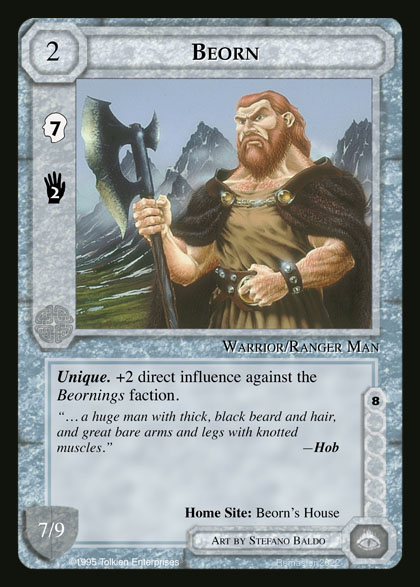 2
BEORN
7
2
WARRIOR/RANGER MAN
Unique. +2 direct influence against the
Beornings faction.
“… a huge man with thick, black beard and hair,
and great bare arms and legs with knotted
muscles.” —Hob
8
Home Site: Beorn’s House
7/9
ART BY STEFANO BALDO
©1995 Tolkien Enterprises